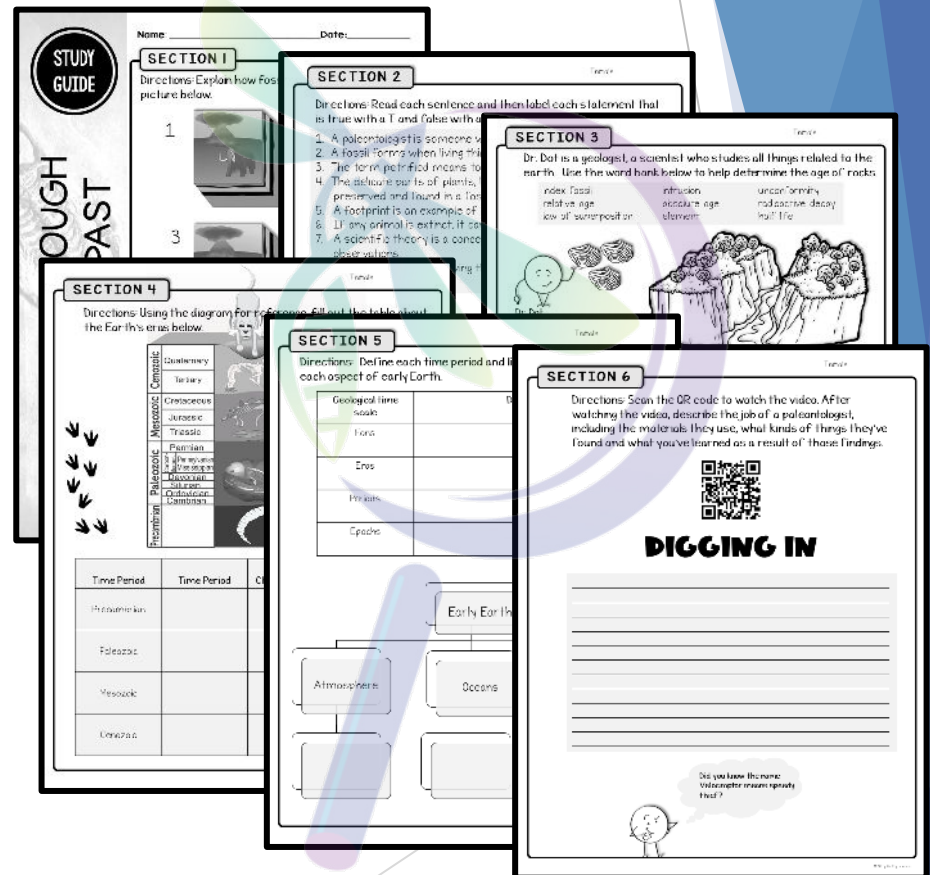 STUDY
GUIDE
OUGH
PAST
Name
Date:
SECTION 1
Directions: Explain how fos
picture below.
1
3
SECTION 2
Directions: Read each sentence and then label each statement that
is true with a T and false with a
1. A paleontologist is someone w
2. A fossil forms when living thi
3. The term petrified means to
4. The delicate parts of plants,
preserved and found in a fos
5. A footprint is an example of
6. If any animal is extinct, it ca
7. A scientific theory is a conce
observations.
SECTION 3
Dr. Dot is a geologist, a scientist who studies all things related to the
earth. Use the word bank below to help determine the age of rocks
index fossil intrusion unconformity
relative age absolute age radioactive decay
law of superposition element half life
Dr. Dot
SECTION 4
Directions: Using the diagram for reference, fill out the table about
the Earth's eras below.
Cenozoic
Quaternary
Tertiary
Mesozoic
Cretaceous
Jurassic
Triassic
Paleozoic
Permian
Pennsylvanian
Mississippian
Devonian
Silurian
Ordovician
Cambrian
Precambrian
Time Period Time Period Ch
Precambrian
Paleozoic
Mesozoic
Cenozoic
SECTION 5
Directions: Define each time period and li
each aspect of early Earth.
Geological time
scale
D
Eons
Eras
Periods
Epochs
Early Earth
Atmosphere
Oceans
SECTION 6
Directions: Scan the QR code to watch the video. After
watching the video, describe the job of a paleontologist,
including the materials they use, what kinds of things they've
found and what you've learned as a result of those findings.
DIGGING IN
Did you know the name
Velociraptor means speedy
thief?